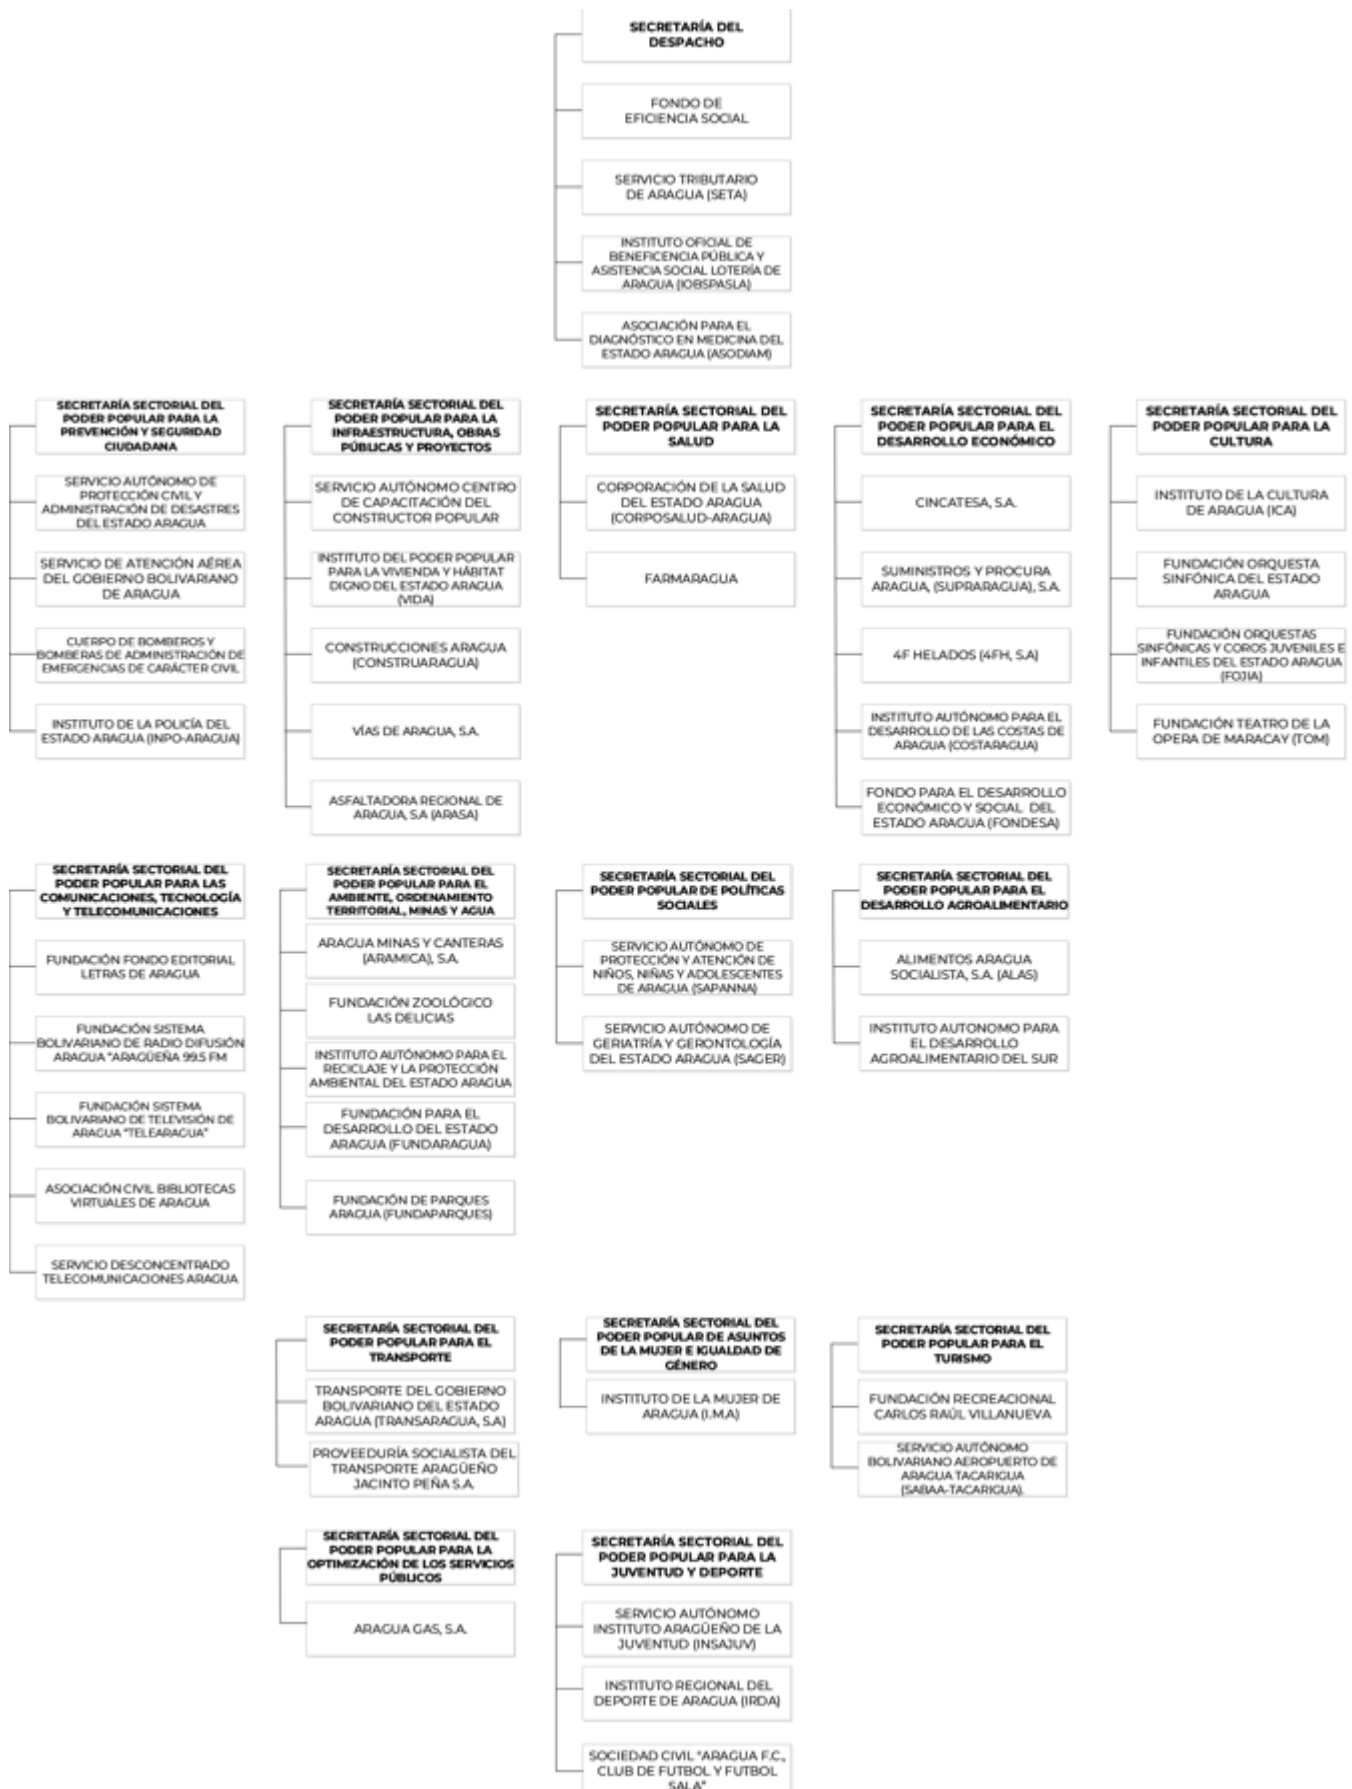 SECRETARÍA DEL
DESPACHO
FONDO DE
EFICIENCIA SOCIAL
SERVICIO TRIBUTARIO
DE ARAGUA (SETA)
INSTITUTO OFICIAL DE
BENEFICENCIA PÚBLICA Y
ASISTENCIA SOCIAL LOTERÍA DE
ARAGUA (IOBSPASLA)
ASOCIACIÓN PARA EL
DIAGNÓSTICO EN MEDICINA DEL
ESTADO ARAGUA (ASODIAM)
SECRETARÍA SECTORIAL DEL
PODER POPULAR PARA LA
PREVENCIÓN Y SEGURIDAD
CIUDADANA
SERVICIO AUTÓNOMO DE
PROTECCIÓN CIVIL Y
ADMINISTRACIÓN DE DESASTRES
DEL ESTADO ARAGUA
SERVICIO DE ATENCIÓN AÉREA
DEL GOBIERNO BOLIVARIANO
DE ARAGUA
CUERPO DE BOMBEROS Y
BOMBERAS DE ADMINISTRACIÓN DE
EMERGENCIAS DE CARÁCTER CIVIL
INSTITUTO DE LA POLICÍA DEL
ESTADO ARAGUA (INPO-ARAGUA)
SECRETARÍA SECTORIAL DEL
PODER POPULAR PARA LA
INFRAESTRUCTURA, OBRAS
PÚBLICAS Y PROYECTOS
SERVICIO AUTÓNOMO CENTRO
DE CAPACITACIÓN DEL
CONSTRUCTOR POPULAR
INSTITUTO DEL PODER POPULAR
PARA LA VIVIENDA Y HÁBITAT
DIGNO DEL ESTADO ARAGUA
(VIDA)
CONSTRUCCIONES ARAGUA
(CONSTRUARAGUA)
VÍAS DE ARAGUA, S.A.
ASFALTADORA REGIONAL DE
ARAGUA, S.A (ARASA)
SECRETARÍA SECTORIAL DEL
PODER POPULAR PARA LA
SALUD
CORPORACIÓN DE LA SALUD
DEL ESTADO ARAGUA
(CORPOSALUD-ARAGUA)
FARMARAGUA
SECRETARÍA SECTORIAL DEL
PODER POPULAR PARA EL
DESARROLLO ECONÓMICO
CINCATESA, S.A.
SUMINISTROS Y PROCURA
ARAGUA, (SUPRARAGUA), S.A.
4F HELADOS (4FH, S.A)
INSTITUTO AUTÓNOMO PARA EL
DESARROLLO DE LAS COSTAS DE
ARAGUA (COSTARAGUA)
FONDO PARA EL DESARROLLO
ECONÓMICO Y SOCIAL DEL
ESTADO ARAGUA (FONDESA)
SECRETARÍA SECTORIAL DEL
PODER POPULAR PARA LA
CULTURA
INSTITUTO DE LA CULTURA
DE ARAGUA (ICA)
FUNDACIÓN ORQUESTA
SINFÓNICA DEL ESTADO
ARAGUA
FUNDACIÓN ORQUESTAS
SINFÓNICAS Y COROS JUVENILES E
INFANTILES DEL ESTADO ARAGUA
(FOJIA)
FUNDACIÓN TEATRO DE LA
OPERA DE MARACAY (TOM)
SECRETARÍA SECTORIAL DEL
PODER POPULAR PARA LAS
COMUNICACIONES, TECNOLOGÍA
Y TELECOMUNICACIONES
FUNDACIÓN FONDO EDITORIAL
LETRAS DE ARAGUA
FUNDACIÓN SISTEMA
BOLIVARIANO DE RADIO DIFUSIÓN
ARAGUA "ARAGÜEÑA 99.5 FM
FUNDACIÓN SISTEMA
BOLIVARIANO DE TELEVISIÓN DE
ARAGUA "TELEARAGUA"
ASOCIACIÓN CIVIL BIBLIOTECAS
VIRTUALES DE ARAGUA
SERVICIO DESCONCENTRADO
TELECOMUNICACIONES ARAGUA
SECRETARÍA SECTORIAL DEL
PODER POPULAR PARA EL
AMBIENTE, ORDENAMIENTO
TERRITORIAL, MINAS Y AGUA
ARAGUA MINAS Y CANTERAS
(ARAMICA), S.A.
FUNDACIÓN ZOOLÓGICO
LAS DELICIAS
INSTITUTO AUTÓNOMO PARA EL
RECICLAJE Y LA PROTECCIÓN
AMBIENTAL DEL ESTADO ARAGUA
FUNDACIÓN PARA EL
DESARROLLO DEL ESTADO
ARAGUA (FUNDARAGUA)
FUNDACIÓN DE PARQUES
ARAGUA (FUNDAPARQUES)
SECRETARÍA SECTORIAL DEL
PODER POPULAR DE POLÍTICAS
SOCIALES
SERVICIO AUTÓNOMO DE
PROTECCIÓN Y ATENCIÓN DE
NIÑOS, NIÑAS Y ADOLESCENTES
DE ARAGUA (SAPANNA)
SERVICIO AUTÓNOMO DE
GERIATRÍA Y GERONTOLOGÍA
DEL ESTADO ARAGUA (SAGER)
SECRETARÍA SECTORIAL DEL
PODER POPULAR PARA EL
DESARROLLO AGROALIMENTARIO
ALIMENTOS ARAGUA
SOCIALISTA, S.A. (ALAS)
INSTITUTO AUTONOMO PARA
EL DESARROLLO
AGROALIMENTARIO DEL SUR
SECRETARÍA SECTORIAL DEL
PODER POPULAR PARA EL
TRANSPORTE
TRANSPORTE DEL GOBIERNO
BOLIVARIANO DEL ESTADO
ARAGUA (TRANSARAGUA, S.A)
PROVEEDURÍA SOCIALISTA DEL
TRANSPORTE ARAGÜEÑO
JACINTO PEÑA S.A.
SECRETARÍA SECTORIAL DEL
PODER POPULAR DE ASUNTOS
DE LA MUJER E IGUALDAD DE
GÉNERO
INSTITUTO DE LA MUJER DE
ARAGUA (I.M.A)
SECRETARÍA SECTORIAL DEL
PODER POPULAR PARA EL
TURISMO
FUNDACIÓN RECREACIONAL
CARLOS RAÚL VILLANUEVA
SERVICIO AUTÓNOMO
BOLIVARIANO AEROPUERTO DE
ARAGUA TACARIGUA
(SABAA-TACARIGUA).
SECRETARÍA SECTORIAL DEL
PODER POPULAR PARA LA
OPTIMIZACIÓN DE LOS SERVICIOS
PÚBLICOS
ARAGUA GAS, S.A.
SECRETARÍA SECTORIAL DEL
PODER POPULAR PARA LA
JUVENTUD Y DEPORTE
SERVICIO AUTÓNOMO
INSTITUTO ARAGÜEÑO DE LA
JUVENTUD (INSAJUV)
INSTITUTO REGIONAL DEL
DEPORTE DE ARAGUA (IRDA)
SOCIEDAD CIVIL "ARAGUA F.C.,
CLUB DE FUTBOL Y FUTBOL
SALA"